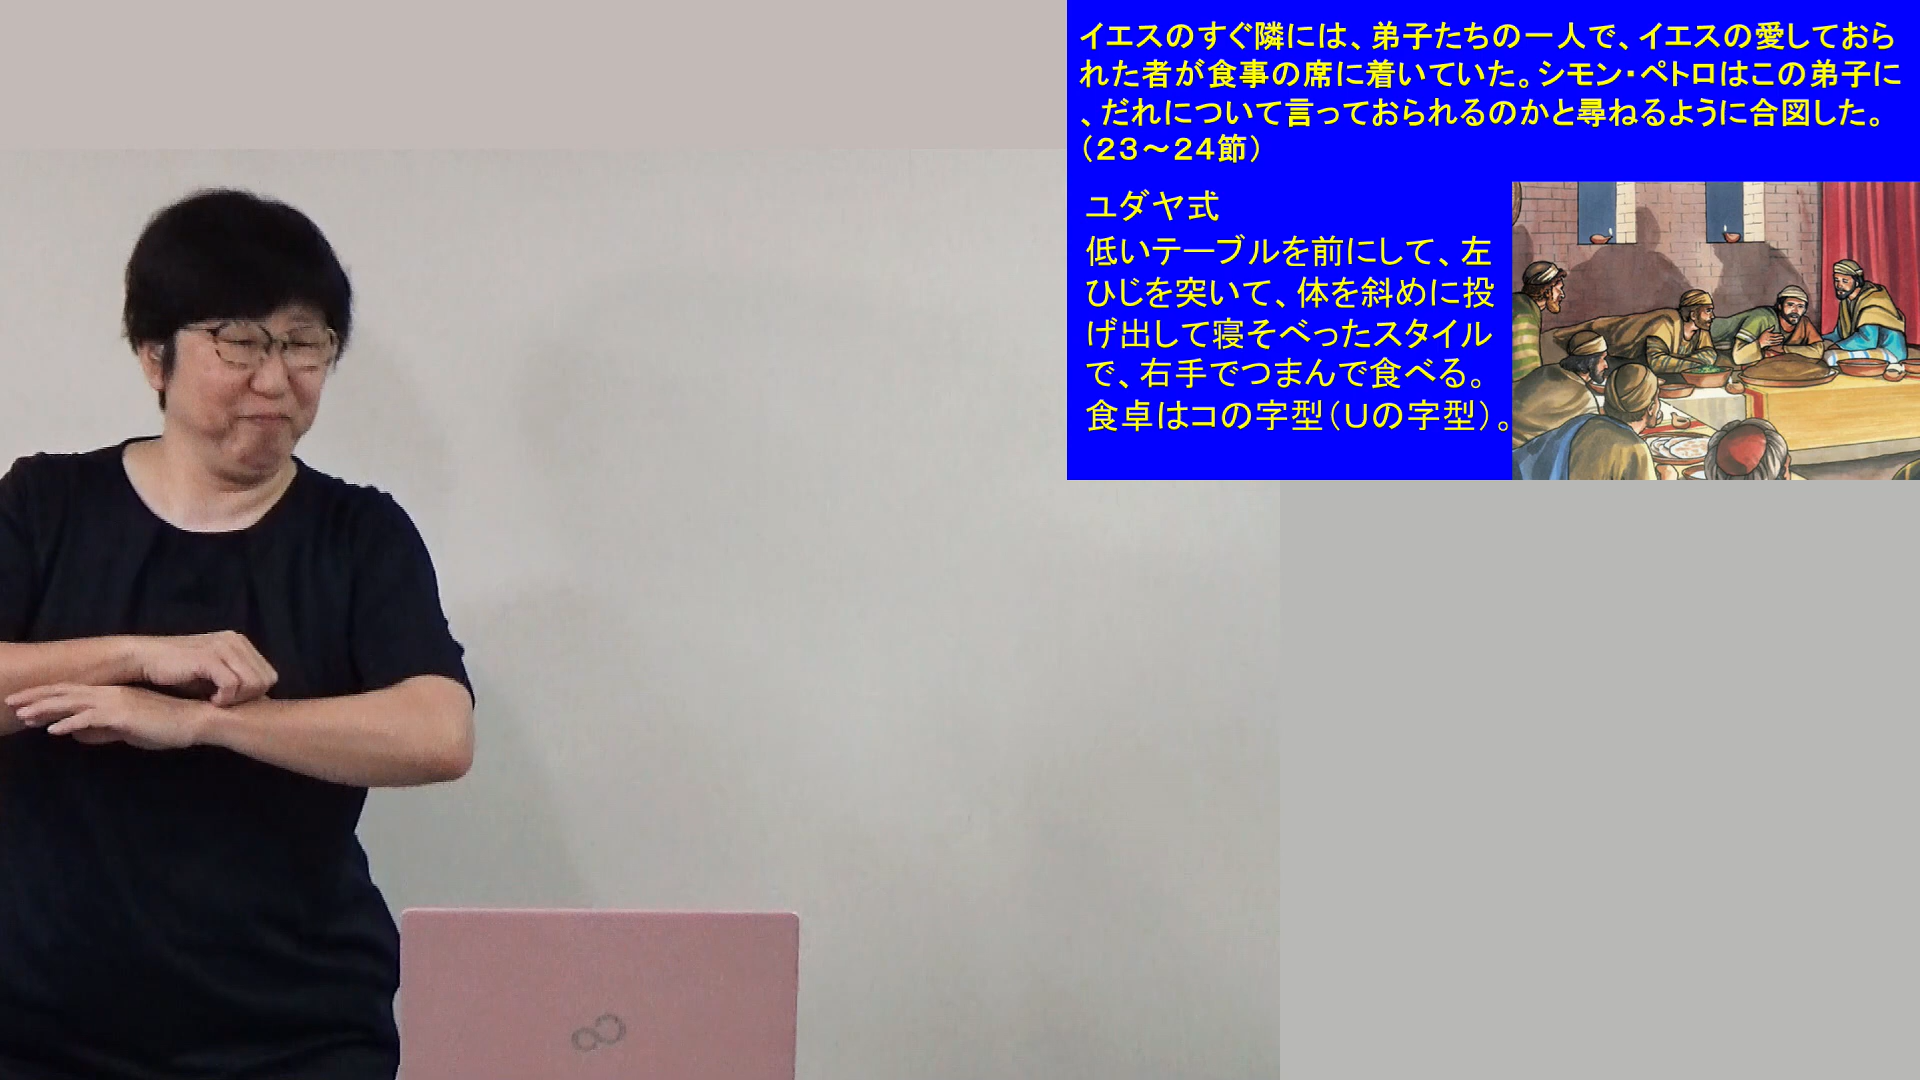 イエスのすぐ隣には、弟子たちの一人で、イエスの愛しておら
れた者が食事の席に着いていた。シモン・ペトロはこの弟子に
、だれについて言っておられるのかと尋ねるように合図した。
（２３～２４節）
ユダヤ式
低いテーブルを前にして、左
ひじを突いて、体を斜めに投
げ出して寝そべったスタイル
で、右手でつまんで食べる。
食卓はコの字型（Ｕの字型）。